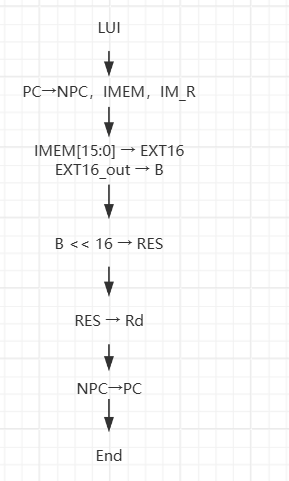 LUI
PC→NPC，IMEM，IM_R
IMEM[15:0] → EXT16
EXT16_out → B
B << 16 → RES
RES → Rd
NPC→PC
End